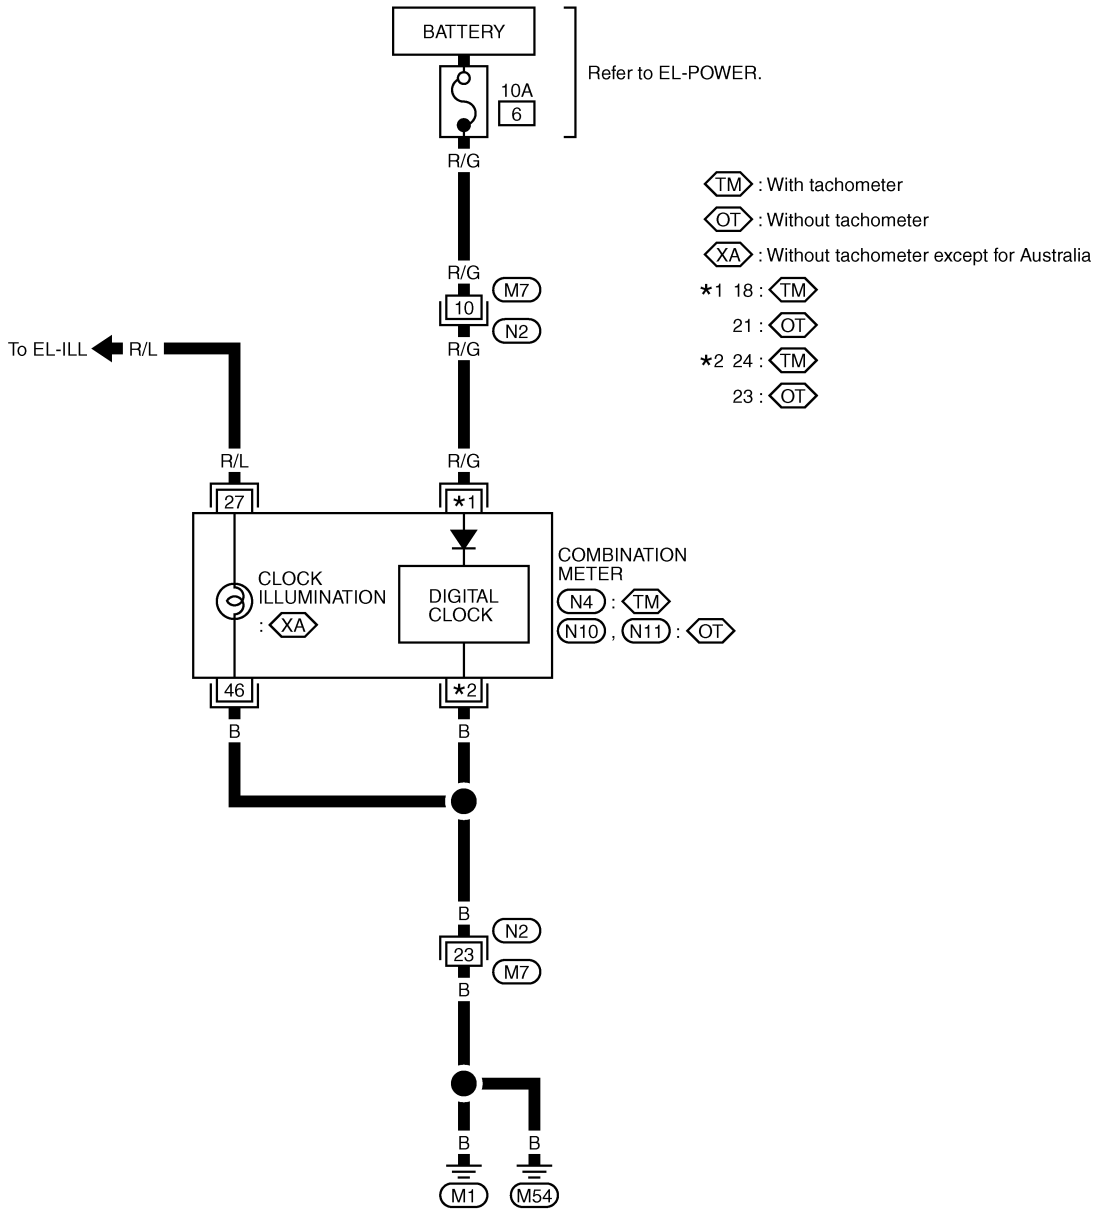 BATTERY
Refer to EL-POWER.
10A
6
R/G
TM : With tachometer
OT : Without tachometer
XA : Without tachometer except for Australia
*1 18 : TM
21 : OT
*2 24 : TM
23 : OT
R/G
M7
10
N2
R/G
To EL-ILL R/L
R/L
R/G
27
*1
COMBINATION
METER
N4 : TM
N10 , N11 : OT
CLOCK
ILLUMINATION
: XA
DIGITAL
CLOCK
46
*2
B
B
B
N2
23
M7
B
B
B
M1
M54